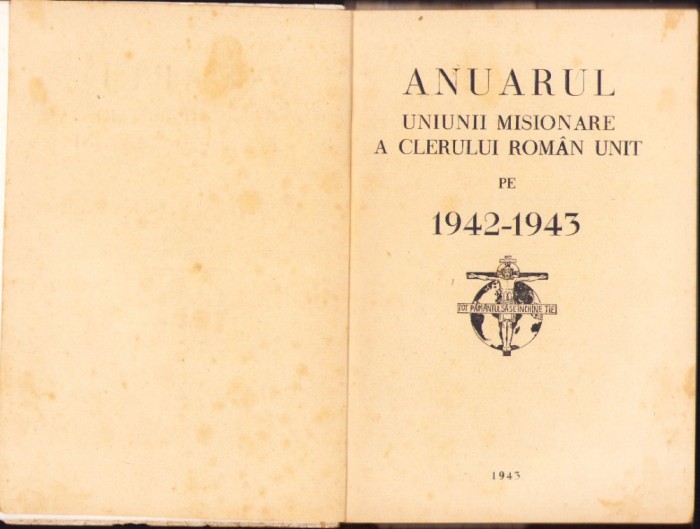 ANUARUL
UNIUNII MISIONARE
A CLERULUI ROMÂN UNIT
PE
1942-1943
TOT PĂMÂNTUL SĂ SE ÎNCHINE ȚIE
1943